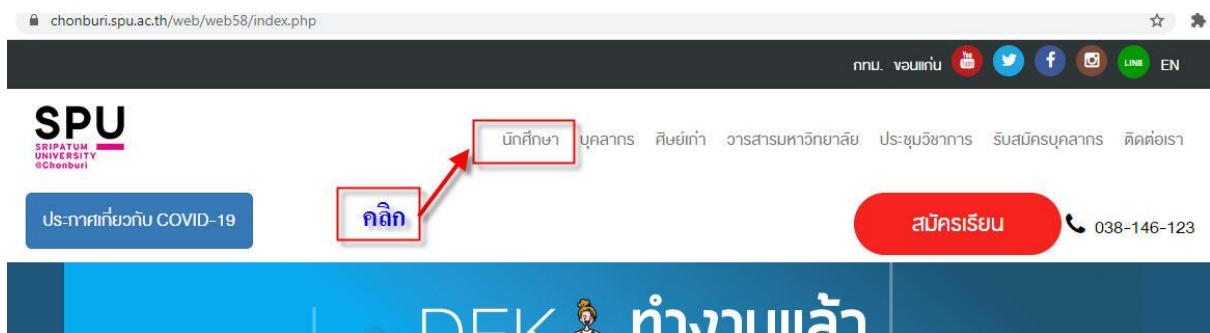 chonburi.spu.ac.th/web/web58/index.php
กทม. ขอนแก่น You Tube LINE EN
SPU
SRIPATUM
UNIVERSITY
@Chonburi
นักศึกษา บุคลากร ศิษย์เก่า วารสารมหาวิทยาลัย ประชุมวิชาการ รับสมัครบุคลากร ติดต่อเรา
ประกาศเกี่ยวกับ COVID-19
คลิก
สมัครเรียน
038-146-123
DEK ทำงานแล้ว